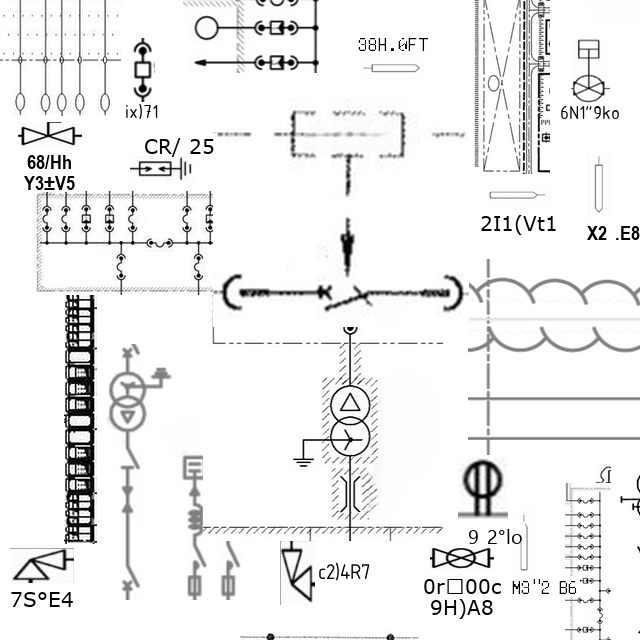 38H.0FT
ix)71
6N1"9ko
CR/ 25
68/Hh
Y3±V5
2I1(Vt1
X2 .E8
9 2°lo
c2)4R7
7S°E4
0r□00c
9H)A8
M3"2 B6